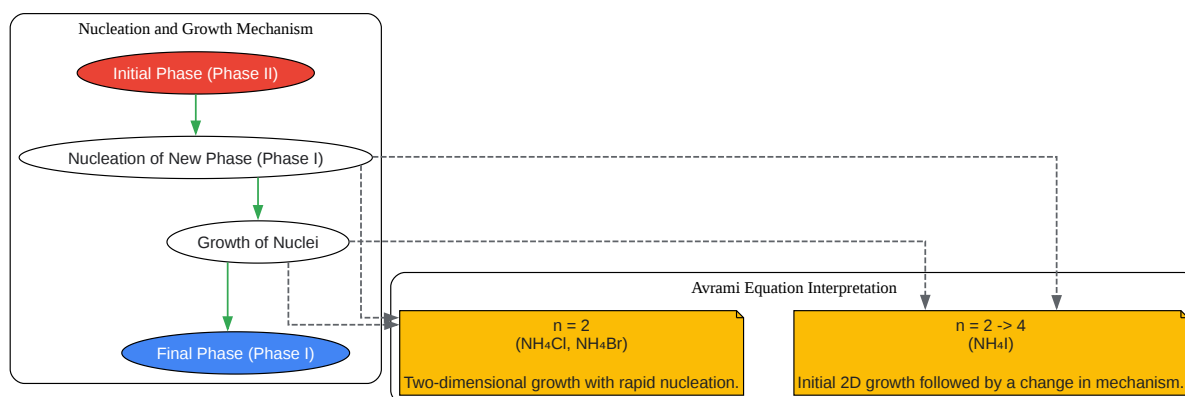 Nucleation and Growth Mechanism
Initial Phase (Phase II)
Nucleation of New Phase (Phase I)
Growth of Nuclei
Final Phase (Phase I)
Avrami Equation Interpretation
n = 2
(NH₄Cl, NH₄Br)
Two-dimensional growth with rapid nucleation.
n = 2 -> 4
(NH₄I)
Initial 2D growth followed by a change in mechanism.